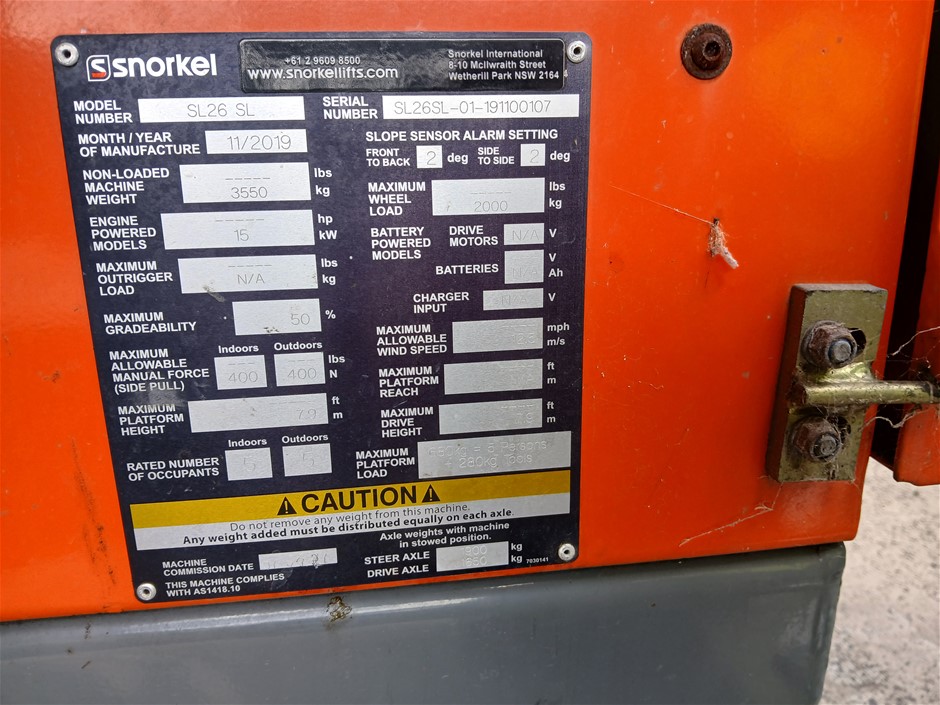 snorkel
+61 2 9609 8500
www.snorkellifts.com
Snorkel International
8-10 McIlwraith Street
Wetherill Park NSW 2164
MODEL NUMBER SL26 SL
SERIAL NUMBER SL26SL-01-191100107
MONTH / YEAR OF MANUFACTURE 11/2019
SLOPE SENSOR ALARM SETTING
FRONT TO BACK 2 deg SIDE TO SIDE 2 deg
NON-LOADED MACHINE WEIGHT ----- lbs
3550 kg
MAXIMUM WHEEL LOAD ----- lbs
2000 kg
ENGINE POWERED MODELS ----- hp
15 kW
BATTERY POWERED MODELS
DRIVE MOTORS N/A V
BATTERIES V
N/A Ah
CHARGER INPUT N/A V
MAXIMUM OUTRIGGER LOAD ----- lbs
N/A kg
MAXIMUM GRADEABILITY 50 %
MAXIMUM ALLOWABLE WIND SPEED mph
m/s
Indoors Outdoors
MAXIMUM ALLOWABLE MANUAL FORCE (SIDE PULL) --- --- lbs
400 400 N
MAXIMUM PLATFORM REACH ft
m
MAXIMUM PLATFORM HEIGHT ---- ft
7.9 m
MAXIMUM DRIVE HEIGHT ft
7.9 m
Indoors Outdoors
RATED NUMBER OF OCCUPANTS 5 5
MAXIMUM PLATFORM LOAD Persons
+ 280kg Tools
CAUTION
Do not remove any weight from this machine.
Any weight added must be distributed equally on each axle.
Axle weights with machine in stowed position.
MACHINE COMMISSION DATE
STEER AXLE kg
DRIVE AXLE kg
7030141
THIS MACHINE COMPLIES
WITH AS1418.10